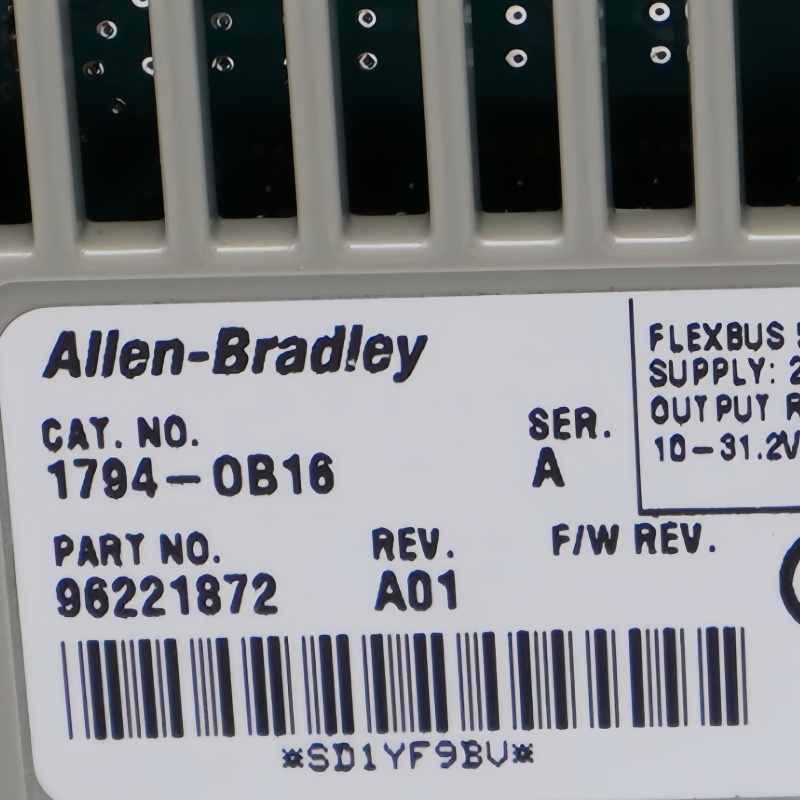 Allen-Bradley
CAT. NO.
1794-OB16
SER.
A
PART NO.
96221872
REV.
A01
F/W REV.
*SD1YF9BV*
FLEXBUS
SUPPLY:
OUTPUT
10-31.2V